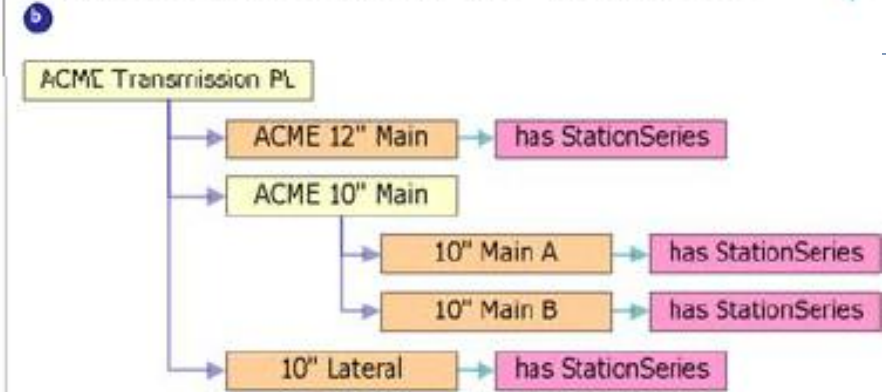 b
ACME Transmission PL
ACME 12" Main has StationSeries
ACME 10" Main
10" Main A has StationSeries
10" Main B has StationSeries
10" Lateral has StationSeries